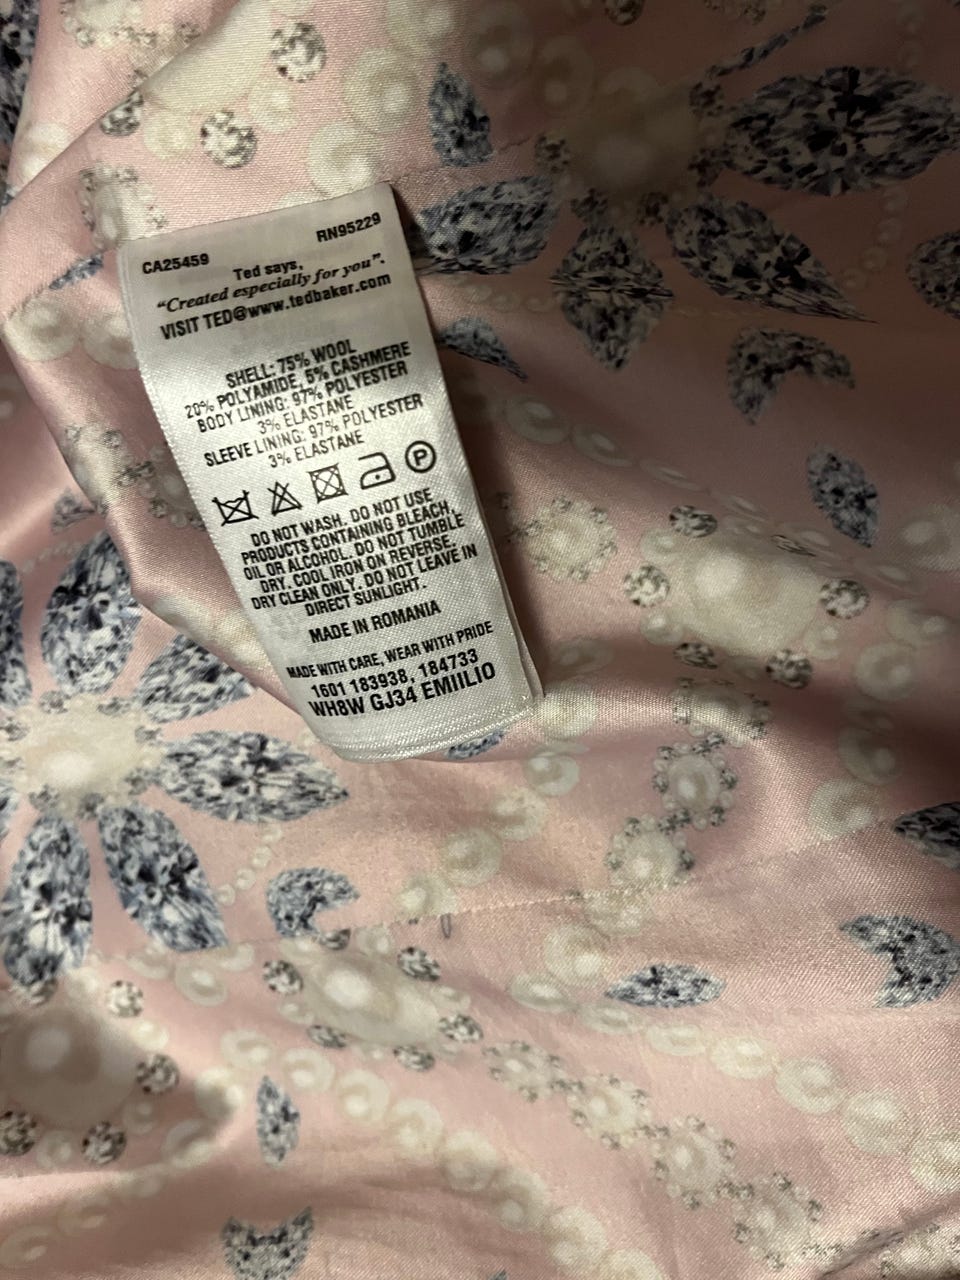 CA25459 RN95229
Ted says,
“Created especially for you”.
VISIT TED@www.tedbaker.com
SHELL: 75% WOOL
20% POLYAMIDE, 5% CASHMERE
BODY LINING: 97% POLYESTER
3% ELASTANE
SLEEVE LINING: 97% POLYESTER
3% ELASTANE
P
DO NOT WASH. DO NOT USE
PRODUCTS CONTAINING BLEACH,
OIL OR ALCOHOL. DO NOT TUMBLE
DRY. COOL IRON ON REVERSE.
DRY CLEAN ONLY. DO NOT LEAVE IN
DIRECT SUNLIGHT.
MADE IN ROMANIA
MADE WITH CARE, WEAR WITH PRIDE
1601 183938, 184733
WH8W GJ34 EMIILIO